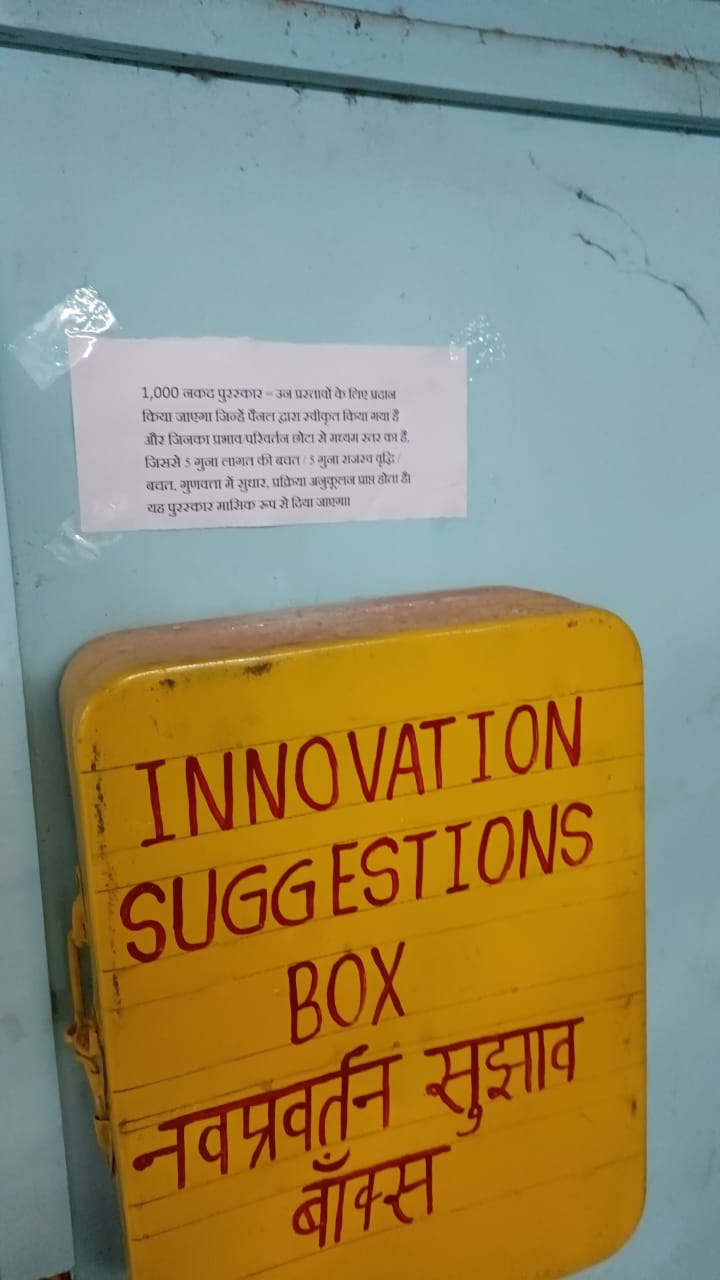 1,000 नकद पुरस्कार – उन प्रस्तावों के लिए प्रदान
किया जाएगा जिन्हें पैनल द्वारा स्वीकृत किया गया है
और जिनका प्रभाव/परिवर्तन छोटा से मध्यम स्तर का है,
जिससे 5 गुना लागत की बचत / 5 गुना राजस्व वृद्धि /
बचत, गुणवत्ता में सुधार, प्रक्रिया अनुकूलन प्राप्त होता है।
यह पुरस्कार मासिक रूप से दिया जाएगा।
INNOVATION
SUGGESTIONS
BOX
नवप्रवर्तन सुझाव
बॉक्स